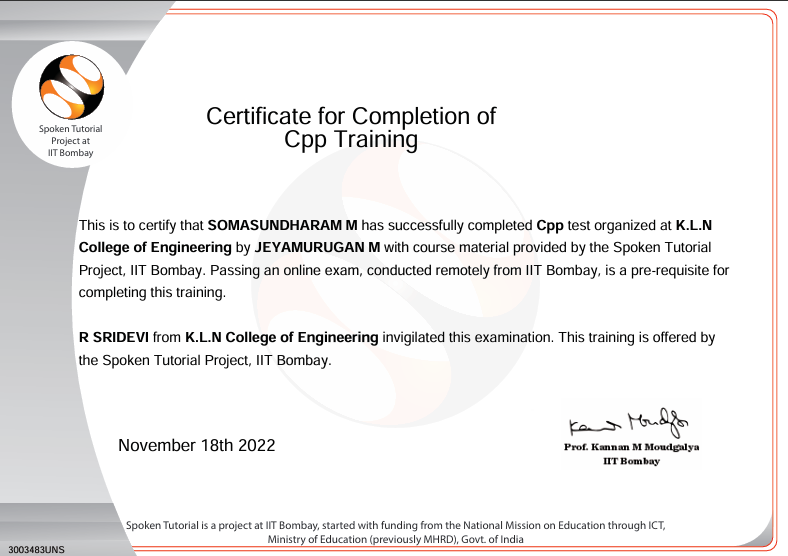 Spoken Tutorial
Project at
IIT Bombay
Certificate for Completion of
Cpp Training
This is to certify that SOMASUNDHARAM M has successfully completed Cpp test organized at K.L.N
College of Engineering by JEYAMURUGAN M with course material provided by the Spoken Tutorial
Project, IIT Bombay. Passing an online exam, conducted remotely from IIT Bombay, is a pre-requisite for
completing this training.
R SRIDEVI from K.L.N College of Engineering invigilated this examination. This training is offered by
the Spoken Tutorial Project, IIT Bombay.
November 18th 2022
Prof. Kannan M Moudgalya
IIT Bombay
Spoken Tutorial is a project at IIT Bombay, started with funding from the National Mission on Education through ICT,
Ministry of Education (previously MHRD), Govt. of India
3003483UNS